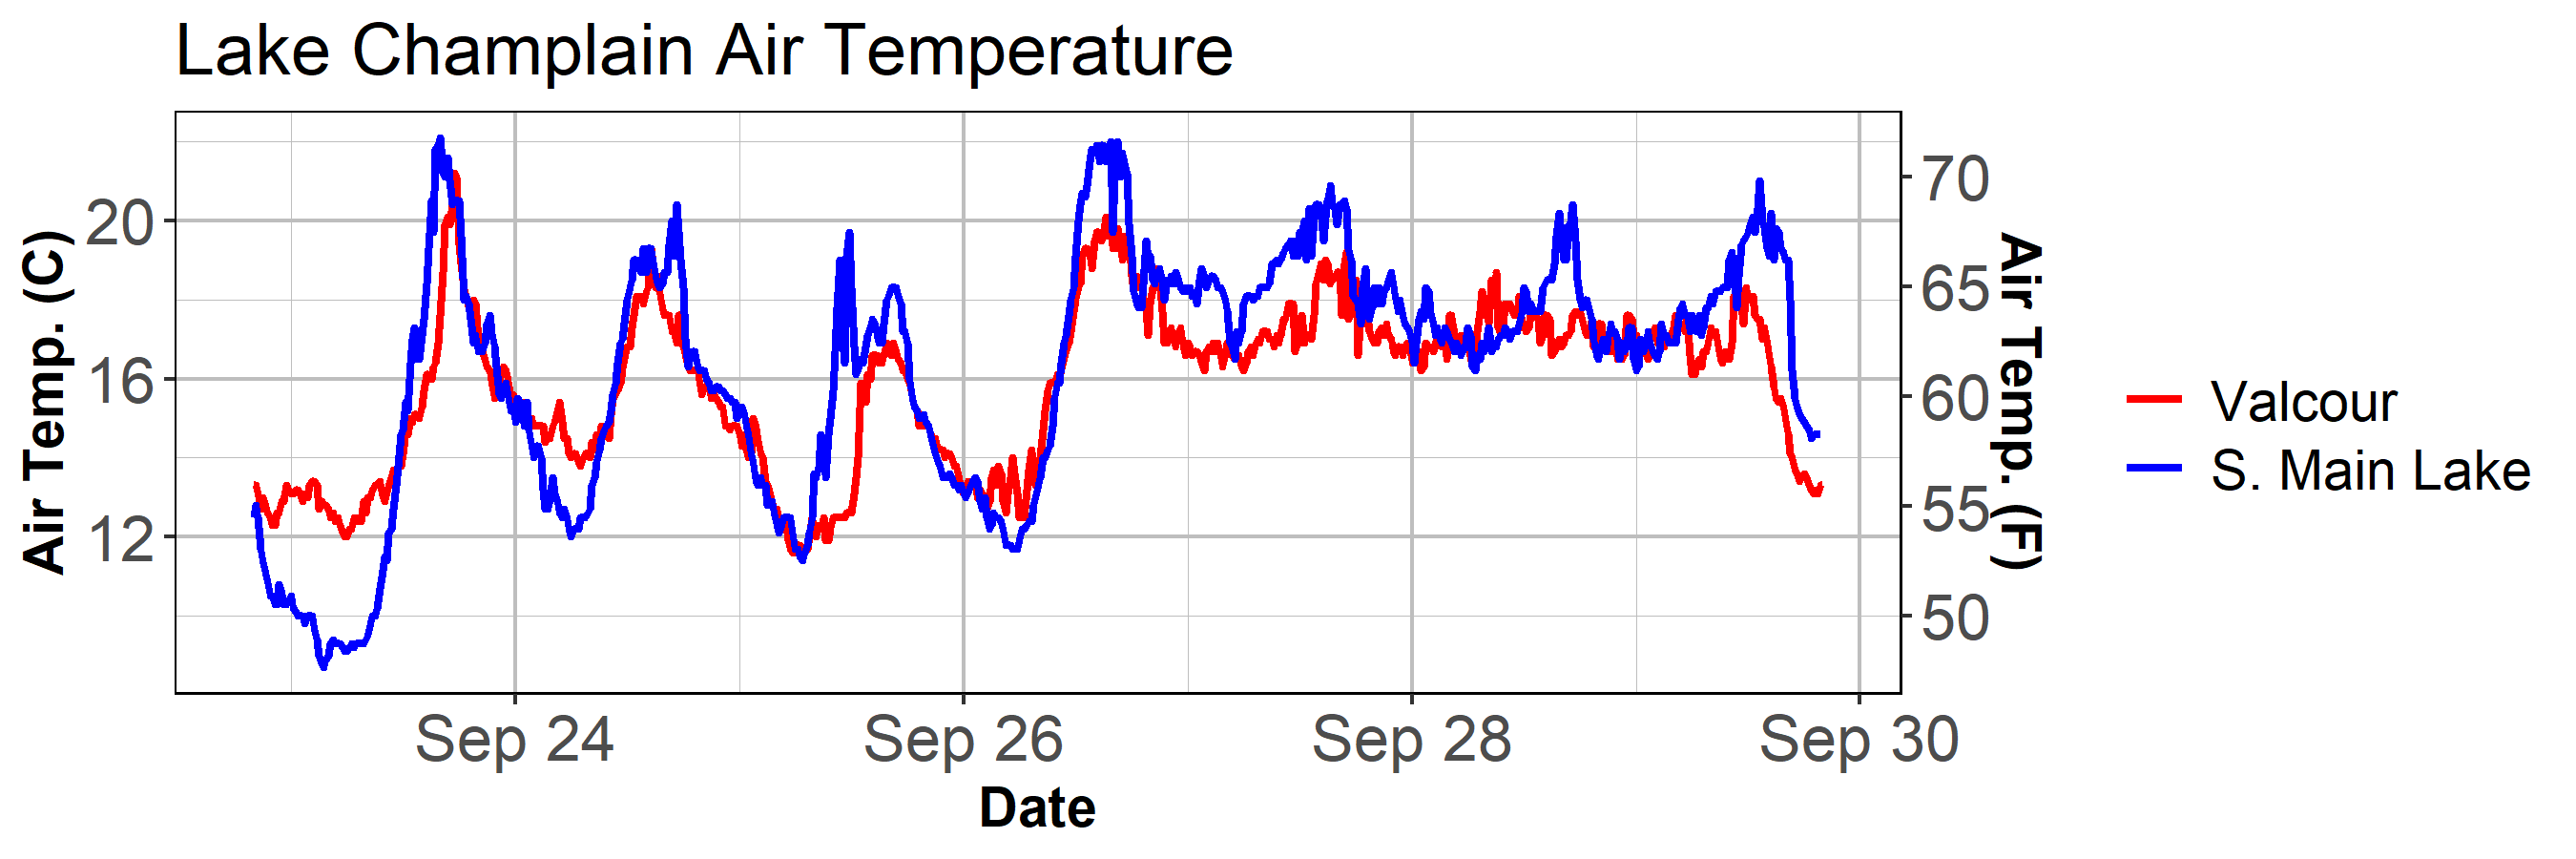 Lake Champlain Air Temperature
Air Temp. (C)
20
16
12
70
65
60
55
50
Air Temp. (F)
Sep 24
Sep 26
Sep 28
Sep 30
Date
Valcour
S. Main Lake